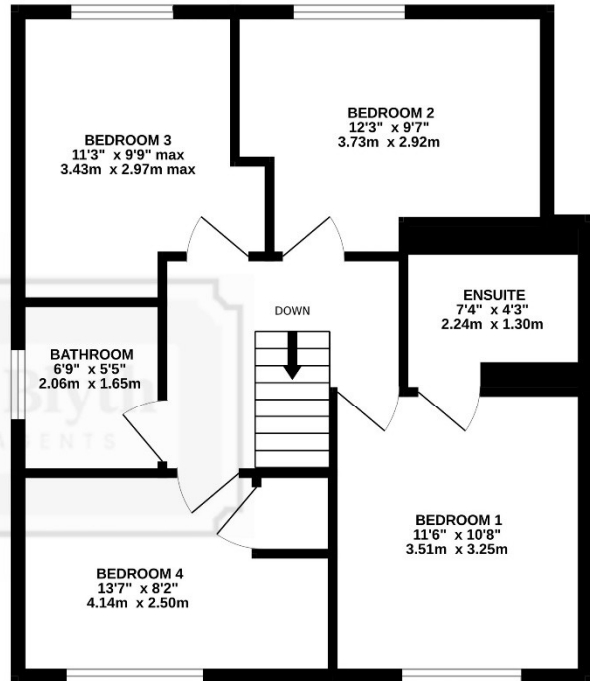 BEDROOM 3
11'3" x 9'9" max
3.43m x 2.97m max
BEDROOM 2
12'3" x 9'7"
3.73m x 2.92m
DOWN
ENSUITE
7'4" x 4'3"
2.24m x 1.30m
BATHROOM
6'9" x 5'5"
2.06m x 1.65m
Blyth
AGENTS
BEDROOM 1
11'6" x 10'8"
3.51m x 3.25m
BEDROOM 4
13'7" x 8'2"
4.14m x 2.50m